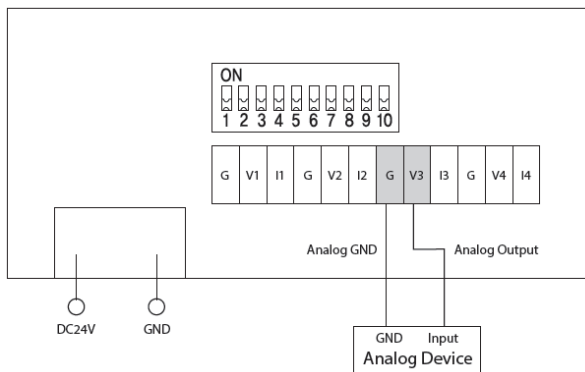 ON
1 2 3 4 5 6 7 8 9 10
G V1 I1 G V2 I2 G V3 I3 G V4 I4
Analog GND Analog Output
DC24V GND
GND Input
Analog Device